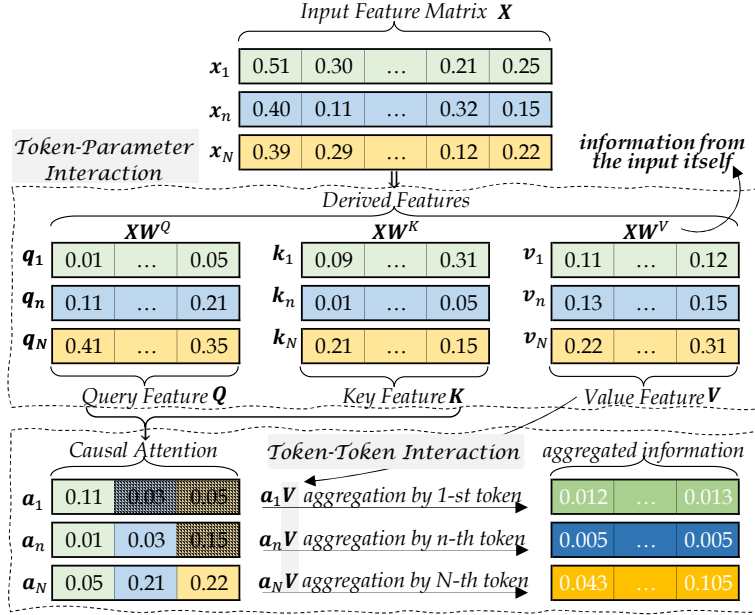 Input Feature Matrix X
x1 0.51 0.30 … 0.21 0.25
xn 0.40 0.11 … 0.32 0.15
xN 0.39 0.29 … 0.12 0.22
Token-Parameter
Interaction
information from
the input itself
Derived Features
XW^Q XW^K XW^V
q1 0.01 … 0.05 k1 0.09 … 0.31 v1 0.11 … 0.12
qn 0.11 … 0.21 kn 0.01 … 0.05 vn 0.13 … 0.15
qN 0.41 … 0.35 kN 0.21 … 0.15 vN 0.22 … 0.31
Query Feature Q Key Feature K Value Feature V
Causal Attention Token-Token Interaction aggregated information
a1 0.11 0.03 0.05 a1V aggregation by 1-st token 0.012 … 0.013
an 0.01 0.03 0.15 anV aggregation by n-th token 0.005 … 0.005
aN 0.05 0.21 0.22 aNV aggregation by N-th token 0.043 … 0.105